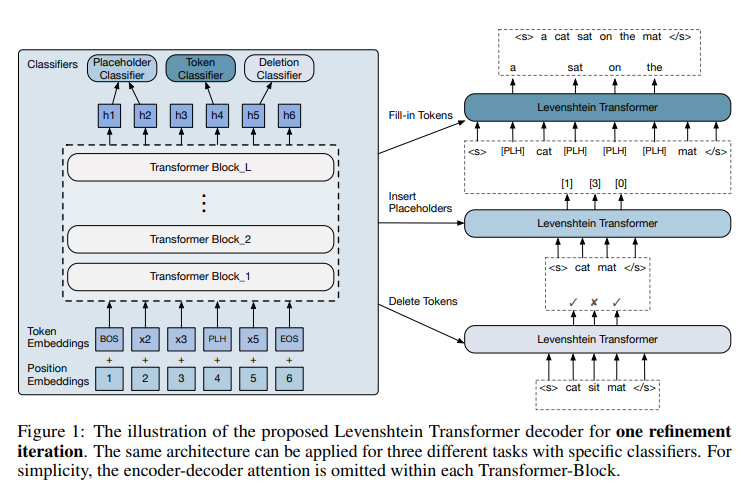 Classifiers
Placeholder
Classifier
Token
Classifier
Deletion
Classifier
h1 h2 h3 h4 h5 h6
Transformer Block_L
Transformer Block_2
Transformer Block_1
Token
Embeddings
BOS x2 x3 PLH x5 EOS
+ + + + + +
Position
Embeddings
1 2 3 4 5 6
Fill-in Tokens
Insert
Placeholders
Delete Tokens
<s> a cat sat on the mat </s>
a sat on the
Levenshtein Transformer
<s> [PLH] cat [PLH] [PLH] [PLH] mat </s>
[1] [3] [0]
Levenshtein Transformer
<s> cat mat </s>
✓ ✗ ✓
Levenshtein Transformer
<s> cat sit mat </s>
Figure 1: The illustration of the proposed Levenshtein Transformer decoder for one refinement
iteration. The same architecture can be applied for three different tasks with specific classifiers. For
simplicity, the encoder-decoder attention is omitted within each Transformer-Block.